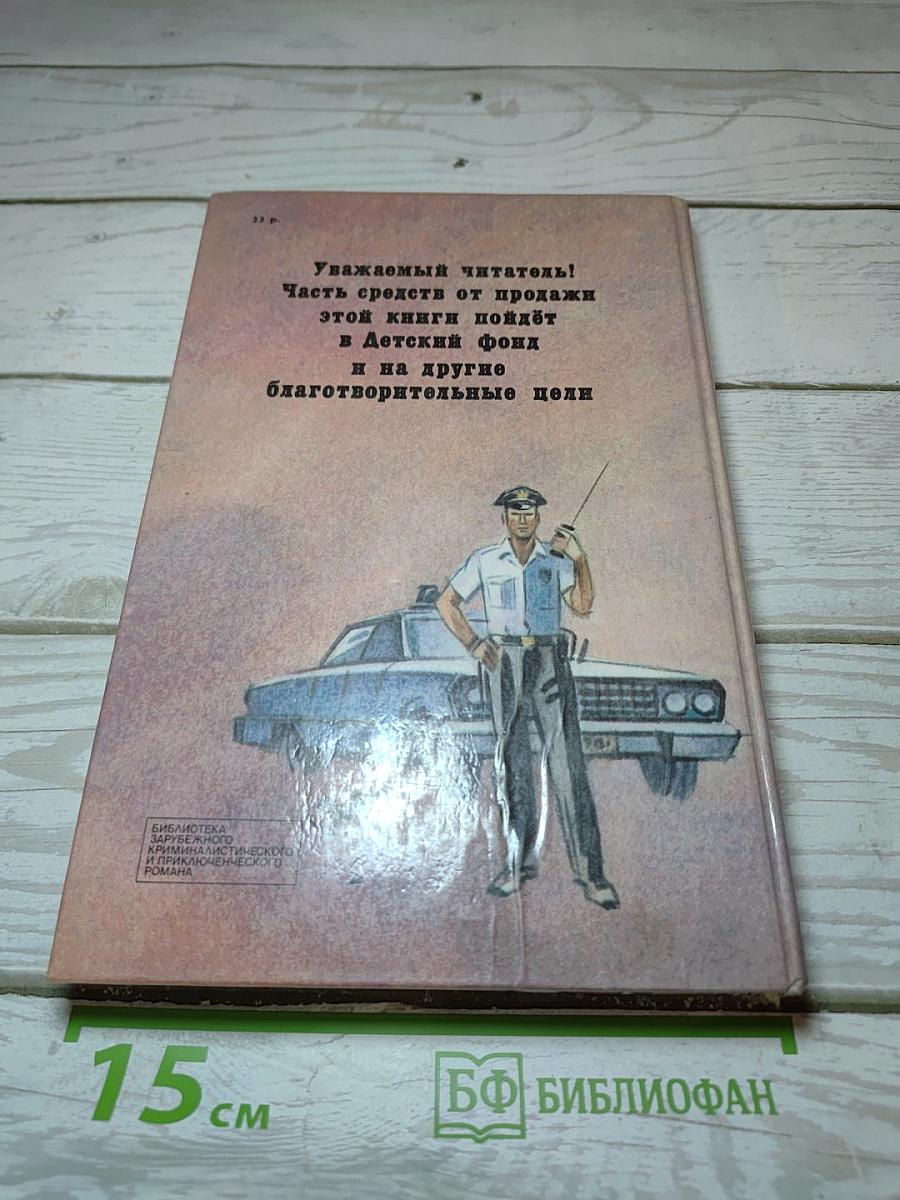 33 р.
Уважаемый читатель!
Часть средств от продажи
этой книги пойдёт
в Детский фонд
и на другие
благотворительные цели
БИБЛИОТЕКА
ЗАРУБЕЖНОГО
КРИМИНАЛИСТИЧЕСКОГО
И ПРИКЛЮЧЕНЧЕСКОГО
РОМАНА
15 см
БФ БИБЛИОФАН